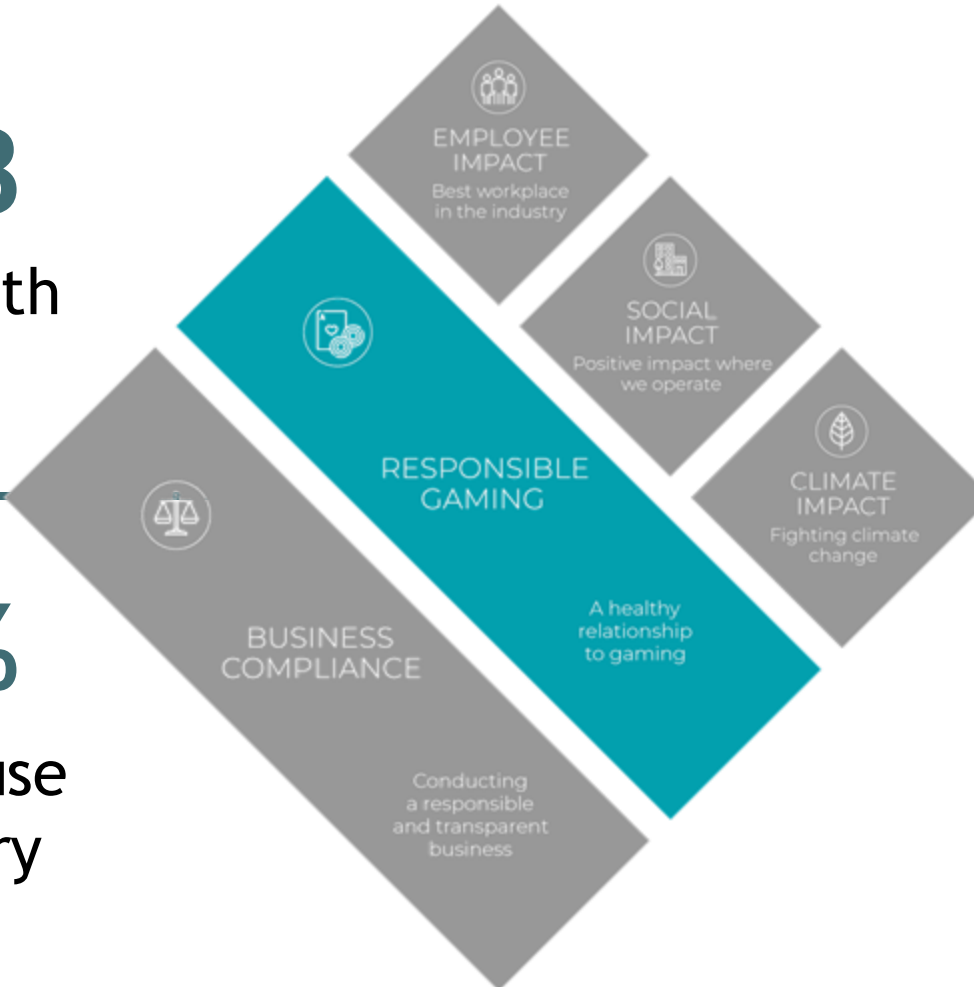 EMPLOYEE
IMPACT
Best workplace
in the industry
SOCIAL
IMPACT
Positive impact where
we operate
CLIMATE
IMPACT
Fighting climate
change
RESPONSIBLE
GAMING
A healthy
relationship
to gaming
BUSINESS
COMPLIANCE
Conducting
a responsible
and transparent
business